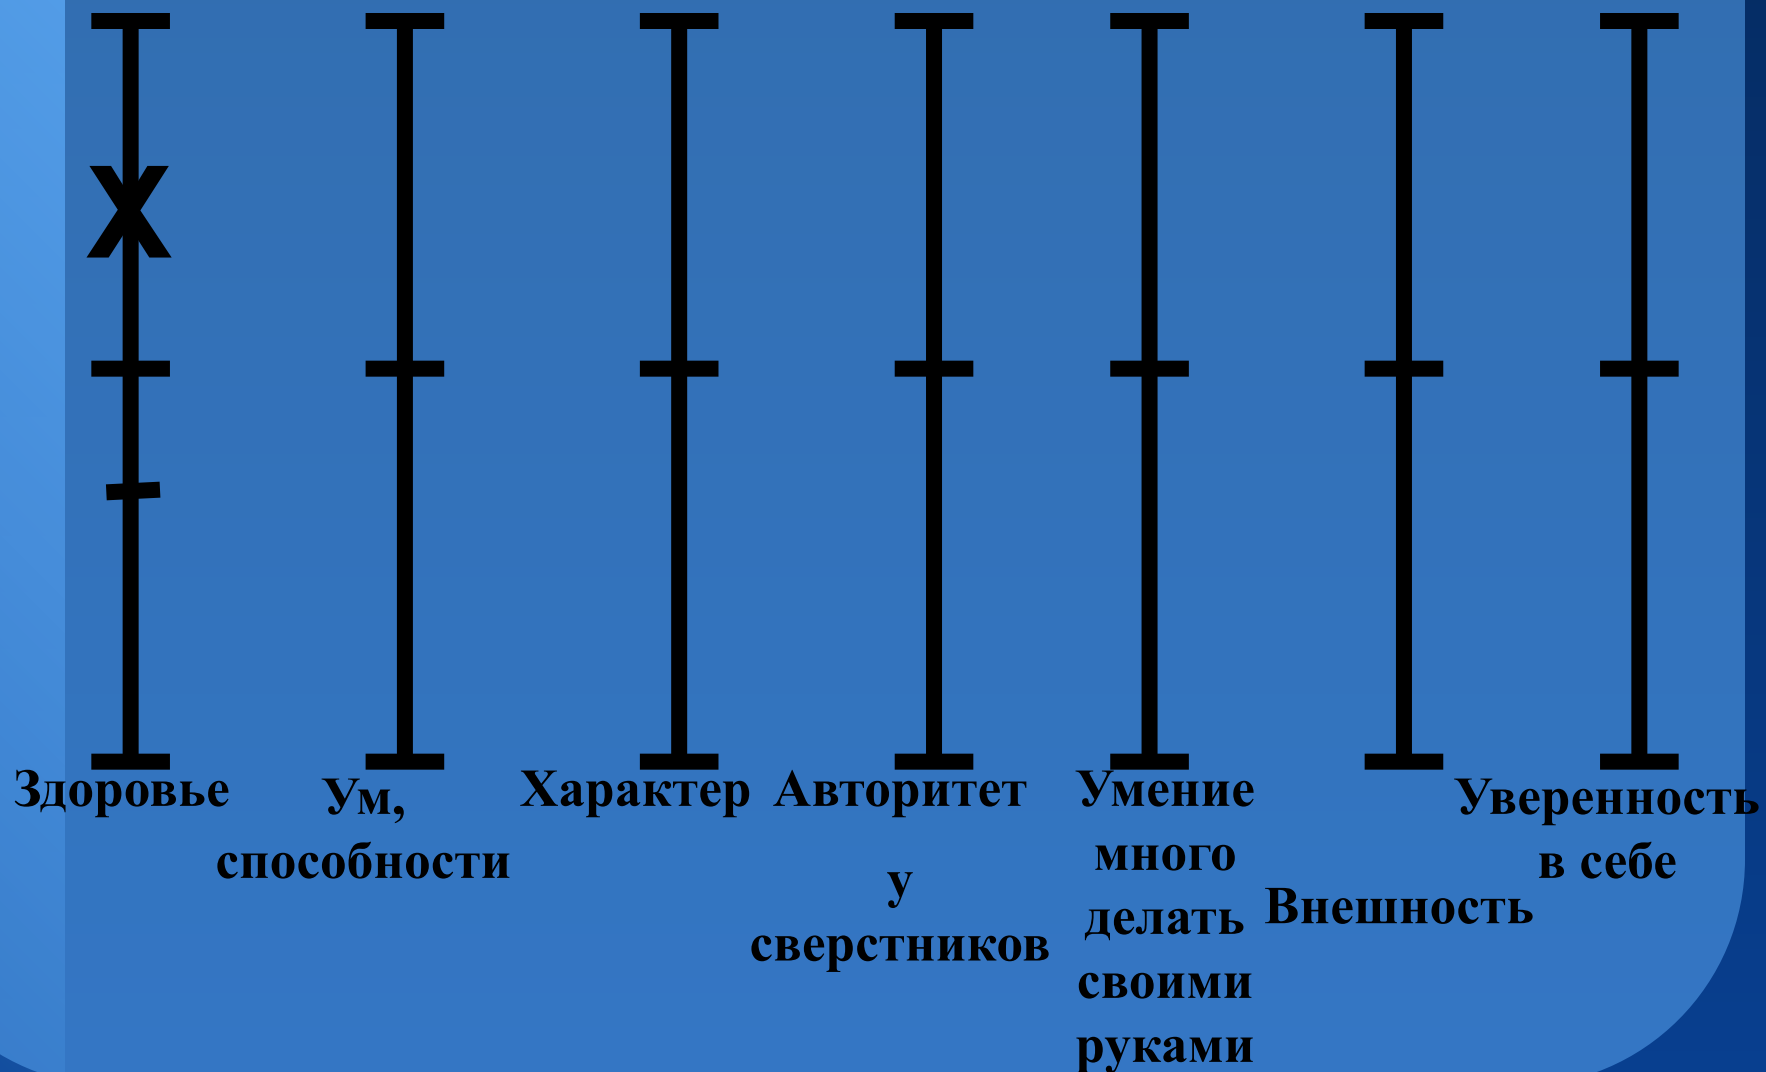 Х
Здоровье
Ум,
способности
Характер
Авторитет
у
сверстников
Умение
много
делать
своими
руками
Внешность
Уверенность
в себе